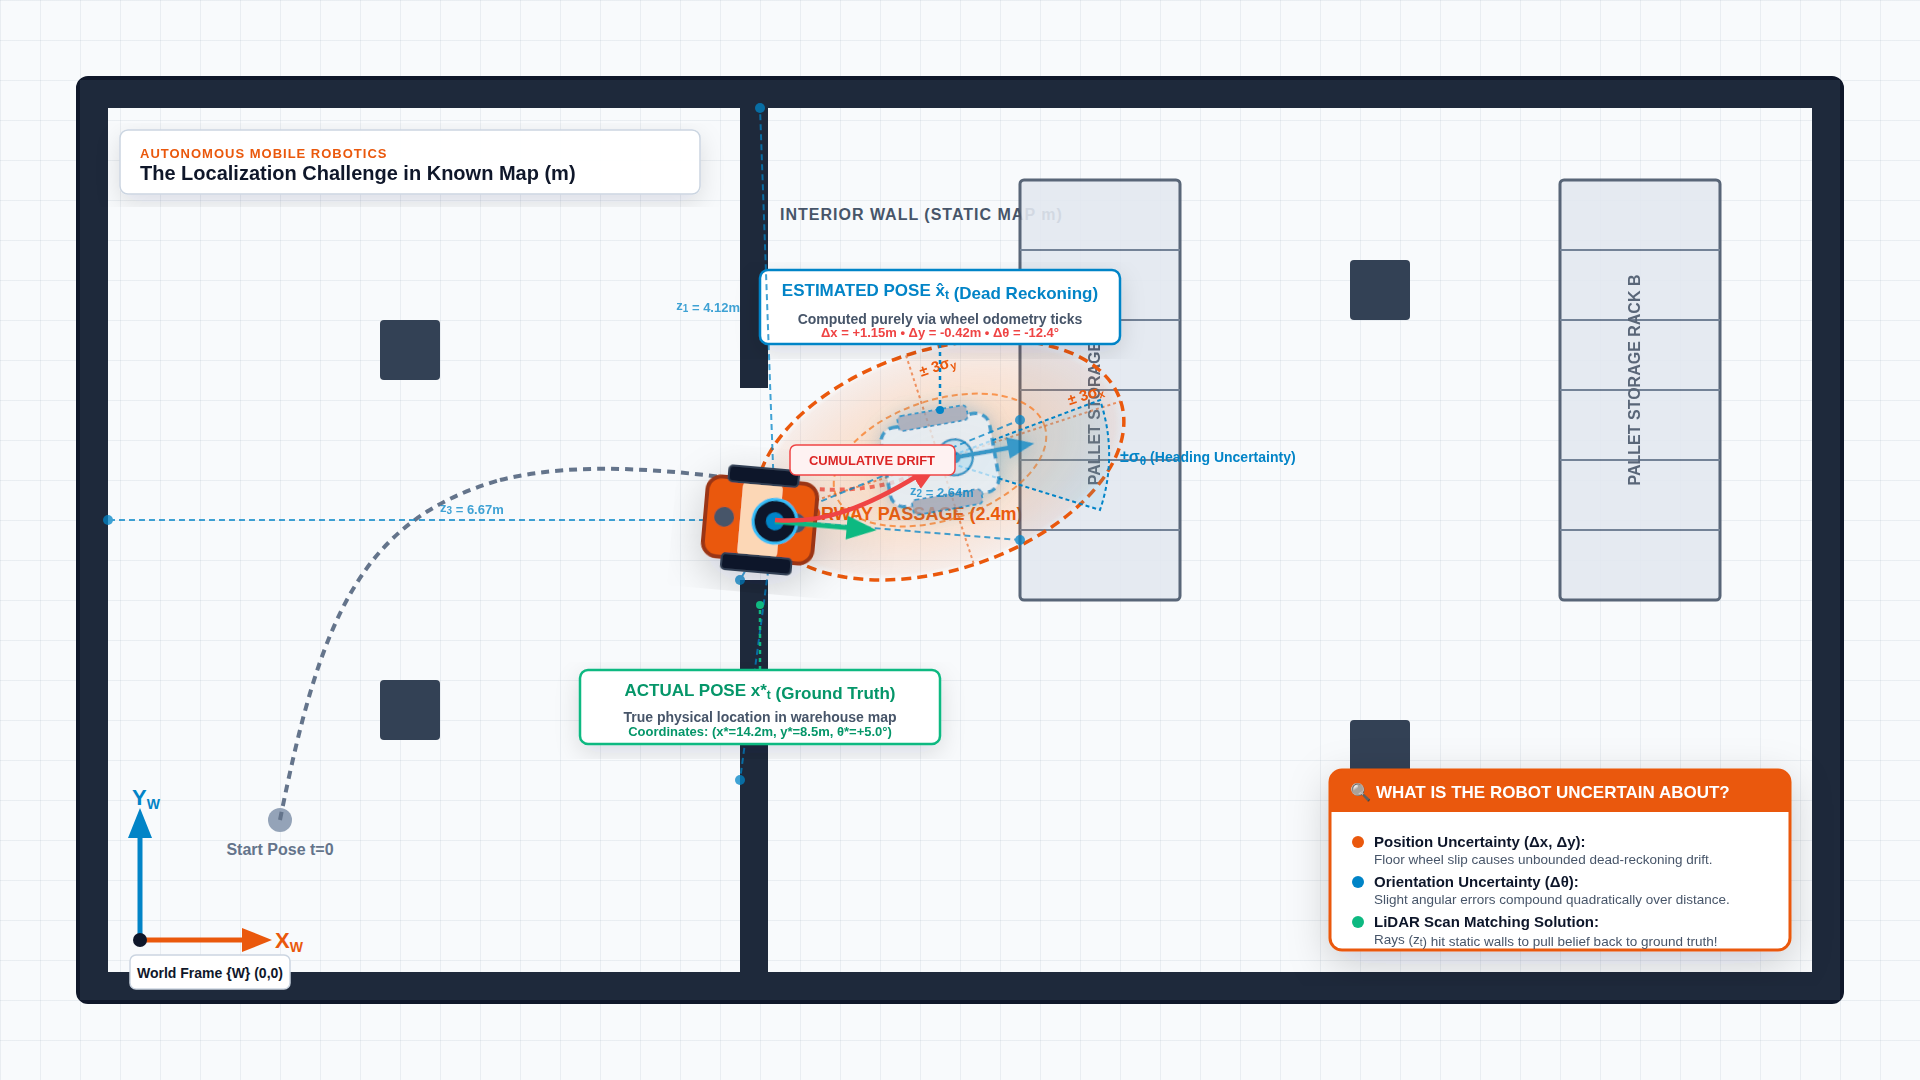 AUTONOMOUS MOBILE ROBOTICS
The Localization Challenge in Known Map (m)
INTERIOR WALL (STATIC MAP m)
ESTIMATED POSE x̂t (Dead Reckoning)
Computed purely via wheel odometry ticks
Δx = +1.15m • Δy = -0.42m • Δθ = -12.4°
z1 = 4.12m
± 3σy
± 3σx
PALLET STORAGE
PALLET STORAGE RACK B
CUMULATIVE DRIFT
±σθ (Heading Uncertainty)
z2 = 2.64m
z3 = 6.67m
PASSAGE (2.4m)
ACTUAL POSE x*t (Ground Truth)
True physical location in warehouse map
Coordinates: (x*=14.2m, y*=8.5m, θ*=+5.0°)
YW
Start Pose t=0
XW
World Frame {W} (0,0)
🔍 WHAT IS THE ROBOT UNCERTAIN ABOUT?
Position Uncertainty (Δx, Δy):
Floor wheel slip causes unbounded dead-reckoning drift.
Orientation Uncertainty (Δθ):
Slight angular errors compound quadratically over distance.
LiDAR Scan Matching Solution:
Rays (zt) hit static walls to pull belief back to ground truth!